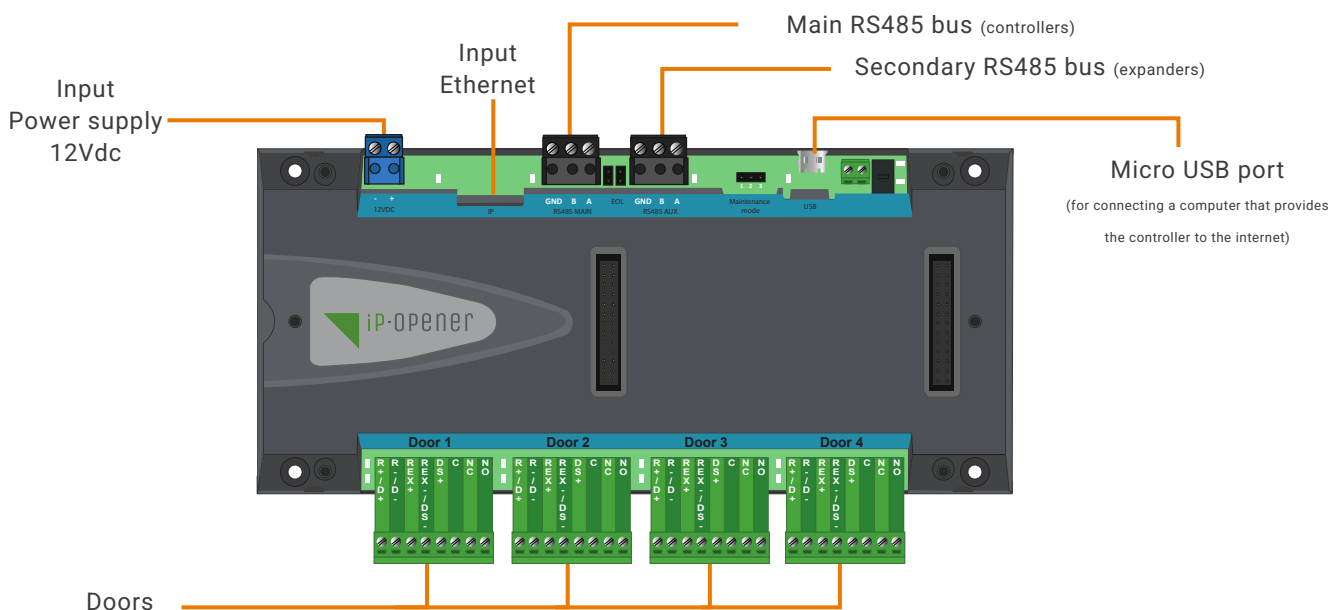 Main RS485 bus (controllers)
Input
Ethernet
Secondary RS485 bus (expanders)
Input
Power supply
12Vdc
Micro USB port
(for connecting a computer that provides
the controller to the internet)
- +
12VDC
IP
GND B A
RS485 MAIN
EOL
GND B A
RS485 AUX
1 2 3
Maintenance
mode
USB
iP-OPENER
Door 1
Door 2
Door 3
Door 4
R+/D+ R-/D- REX+ REX-/DS- DS+ C NC NO
R+/D+ R-/D- REX+ REX-/DS- DS+ C NC NO
R+/D+ R-/D- REX+ REX-/DS- DS+ C NC NO
R+/D+ R-/D- REX+ REX-/DS- DS+ C NC NO
Doors